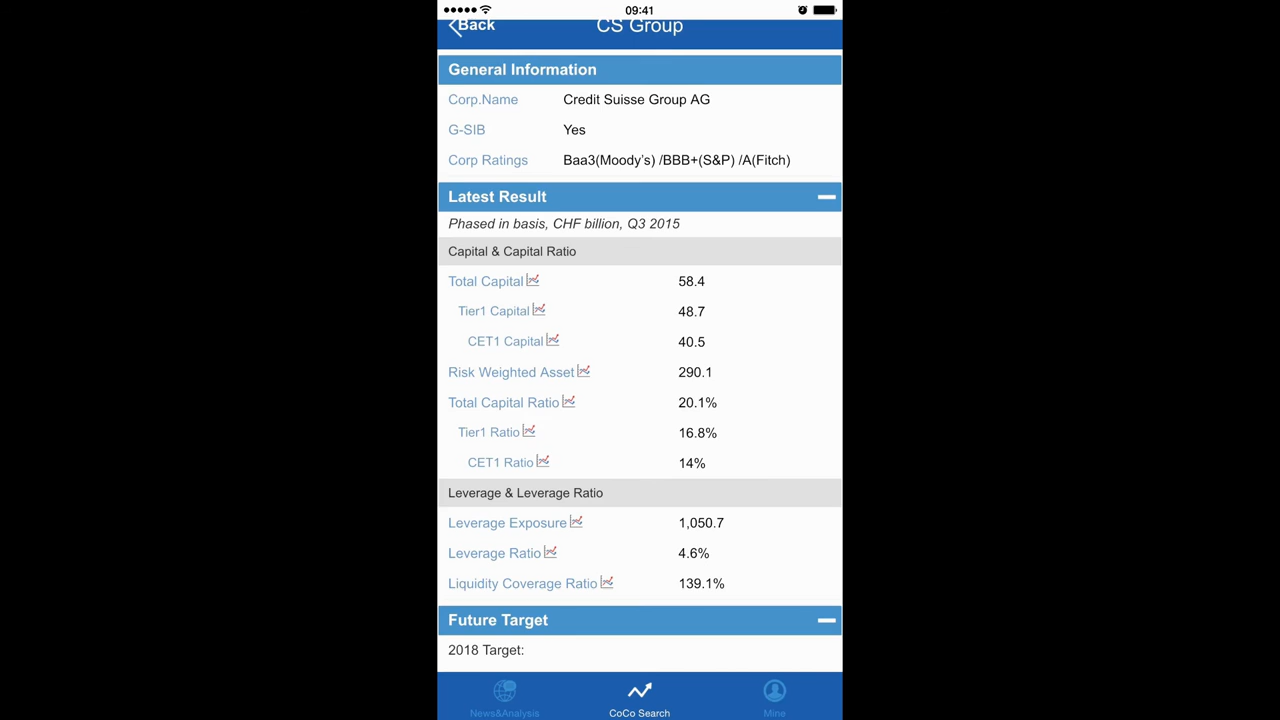 09:41
Back
CS Group
General Information
Corp.Name Credit Suisse Group AG
G-SIB Yes
Corp Ratings Baa3(Moody's) /BBB+(S&P) /A(Fitch)
Latest Result
Phased in basis, CHF billion, Q3 2015
Capital & Capital Ratio
Total Capital 58.4
Tier1 Capital 48.7
CET1 Capital 40.5
Risk Weighted Asset 290.1
Total Capital Ratio 20.1%
Tier1 Ratio 16.8%
CET1 Ratio 14%
Leverage & Leverage Ratio
Leverage Exposure 1,050.7
Leverage Ratio 4.6%
Liquidity Coverage Ratio 139.1%
Future Target
2018 Target:
News&Analysis CoCo Search Mine